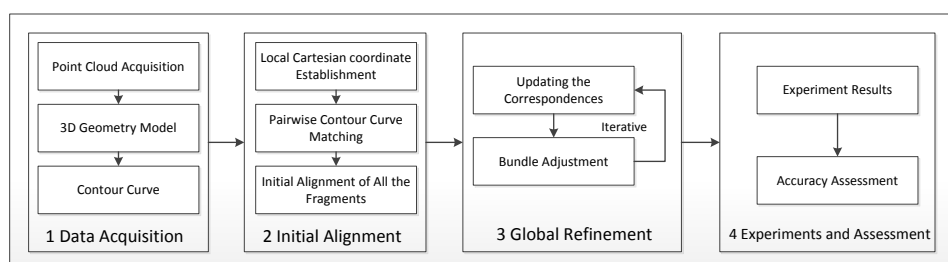 Point Cloud Acquisition
3D Geometry Model
Contour Curve
1 Data Acquisition
Local Cartesian coordinate
Establishment
Pairwise Contour Curve
Matching
Initial Alignment of All the
Fragments
2 Initial Alignment
Updating the
Correspondences
Iterative
Bundle Adjustment
3 Global Refinement
Experiment Results
Accuracy Assessment
4 Experiments and Assessment